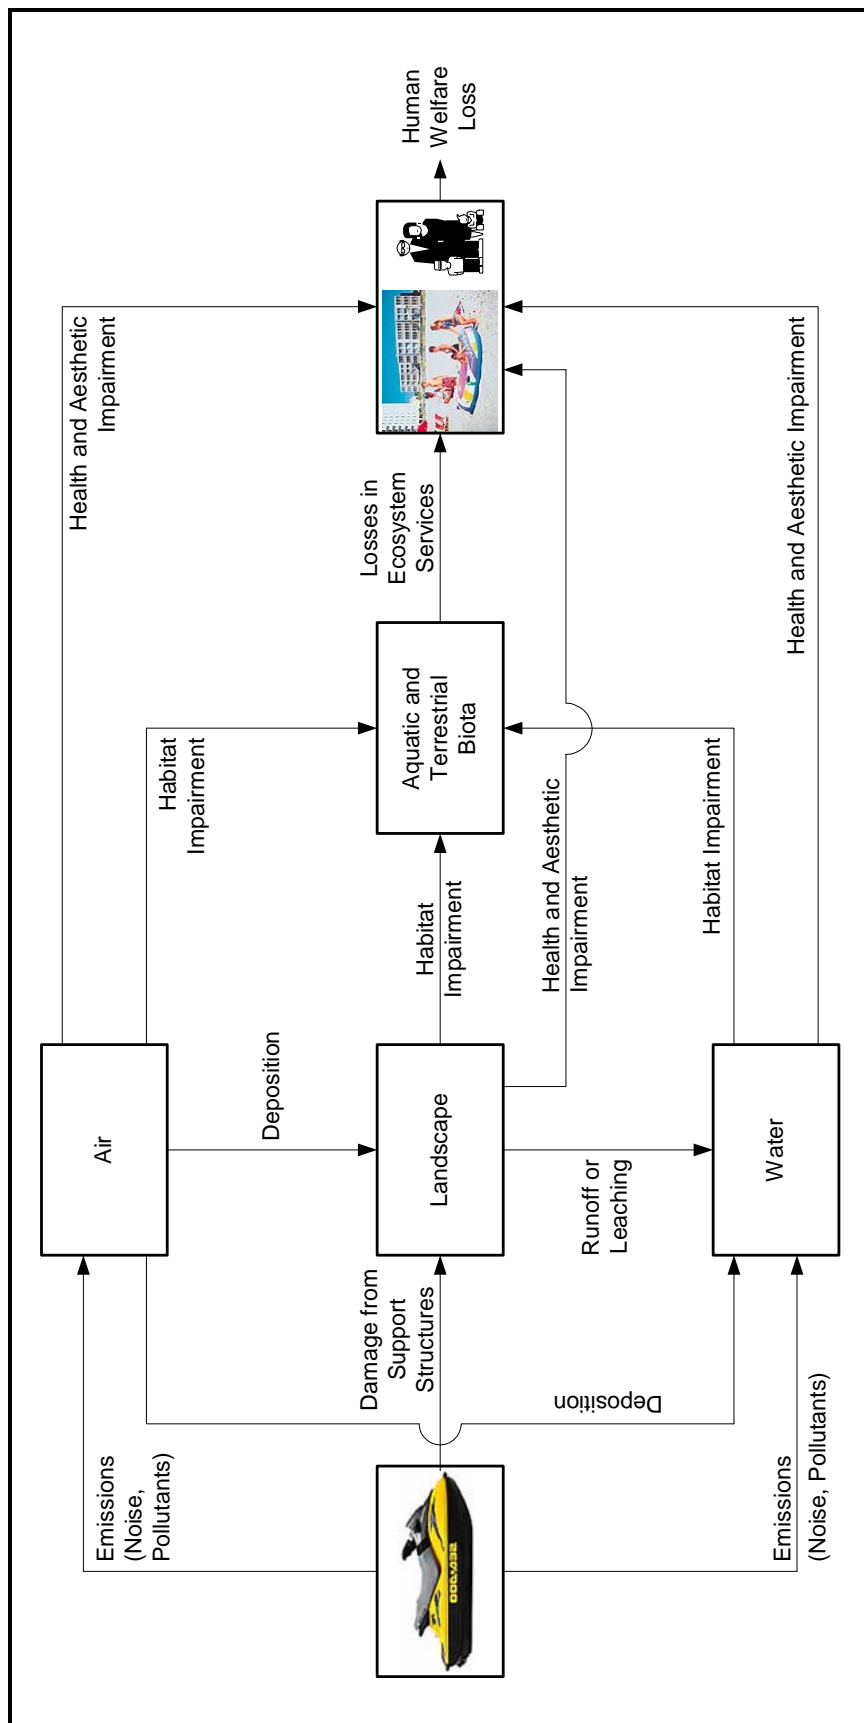 Emissions
(Noise,
Pollutants)
Air
Health and Aesthetic
Impairment
Habitat
Impairment
Deposition
Damage from
Support
Structures
Landscape
Habitat
Impairment
Aquatic and
Terrestrial
Biota
Losses in
Ecosystem
Services
Human
Welfare
Loss
Health and Aesthetic
Impairment
Deposition
Runoff or
Leaching
Emissions
(Noise, Pollutants)
Water
Habitat Impairment
Health and Aesthetic Impairment